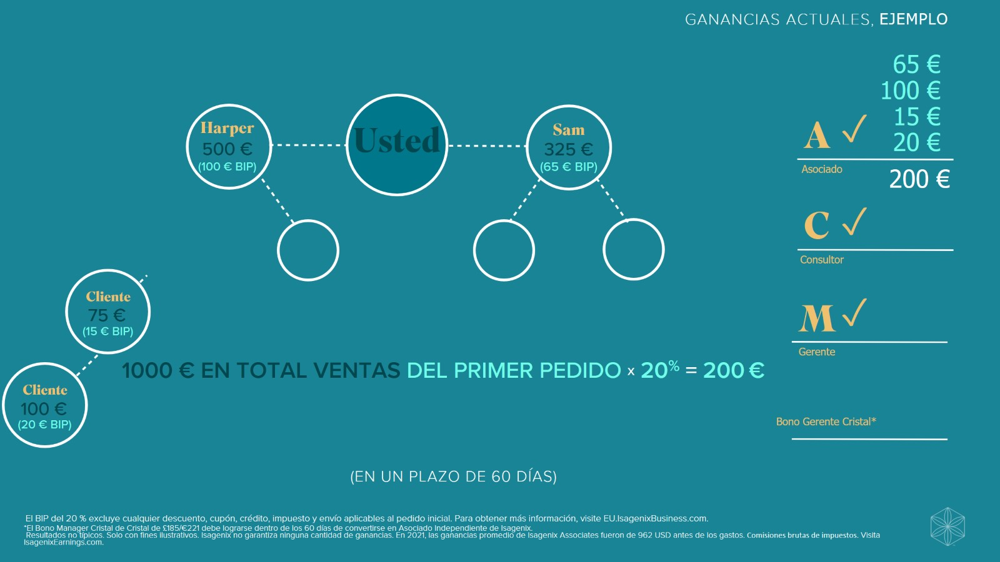 GANANCIAS ACTUALES, EJEMPLO
65 €
100 €
15 €
20 €
200 €
A ✓
Asociado
C ✓
Consultor
M ✓
Gerente
Bono Gerente Cristal*
Harper
500 €
(100 € BIP)
Usted
Sam
325 €
(65 € BIP)
Cliente
75 €
(15 € BIP)
Cliente
100 €
(20 € BIP)
1000 € EN TOTAL VENTAS DEL PRIMER PEDIDO x 20% = 200 €
(EN UN PLAZO DE 60 DÍAS)
El BIP del 20 % excluye cualquier descuento, cupón, crédito, impuesto y envío aplicables al pedido inicial. Para obtener más información, visite EU.IsagenixBusiness.com.
*El Bono Manager Cristal de Cristal de £185/€221 debe lograrse dentro de los 60 días de convertirse en Asociado Independiente de Isagenix.
Resultados no típicos. Solo con fines ilustrativos. Isagenix no garantiza ninguna cantidad de ganancias. En 2021, las ganancias promedio de Isagenix Associates fueron de 962 USD antes de los gastos. Comisiones brutas de impuestos. Visita
IsagenixEarnings.com.